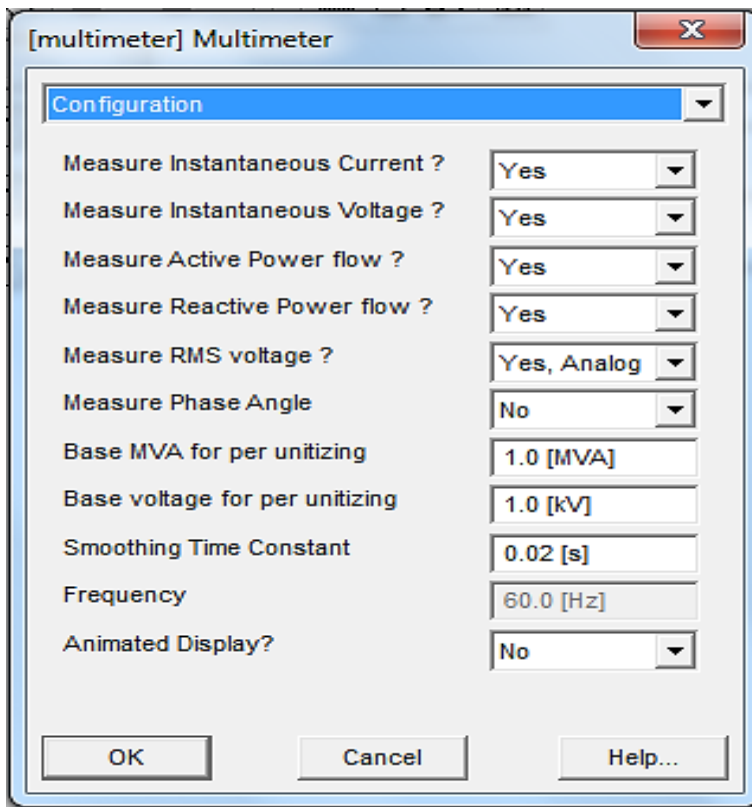 [multimeter] Multimeter
Configuration
Measure Instantaneous Current ? Yes
Measure Instantaneous Voltage ? Yes
Measure Active Power flow ? Yes
Measure Reactive Power flow ? Yes
Measure RMS voltage ? Yes, Analog
Measure Phase Angle No
Base MVA for per unitizing 1.0 [MVA]
Base voltage for per unitizing 1.0 [kV]
Smoothing Time Constant 0.02 [s]
Frequency 60.0 [Hz]
Animated Display? No
OK Cancel Help...